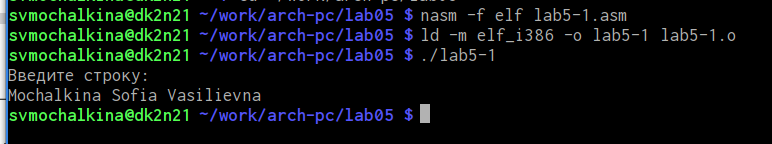 svmochalkina@dk2n21 ~/work/arch-pc/lab05 $ nasm -f elf lab5-1.asm
svmochalkina@dk2n21 ~/work/arch-pc/lab05 $ ld -m elf_i386 -o lab5-1 lab5-1.o
svmochalkina@dk2n21 ~/work/arch-pc/lab05 $ ./lab5-1
Введите строку:
Mochalkina Sofia Vasilievna
svmochalkina@dk2n21 ~/work/arch-pc/lab05 $